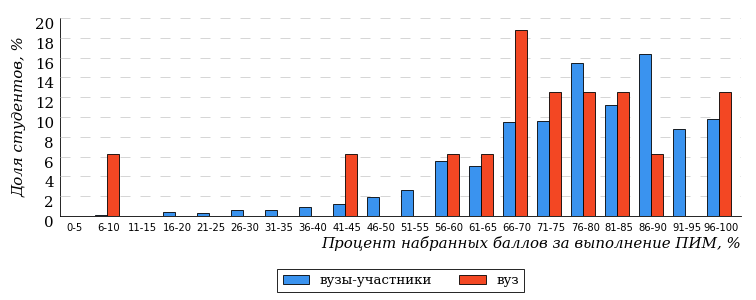 20
18
16
14
12
10
8
6
4
2
0
Доля студентов, %
0-5 6-10 11-15 16-20 21-25 26-30 31-35 36-40 41-45 46-50 51-55 56-60 61-65 66-70 71-75 76-80 81-85 86-90 91-95 96-100
Процент набранных баллов за выполнение ПИМ, %
вузы-участники вуз